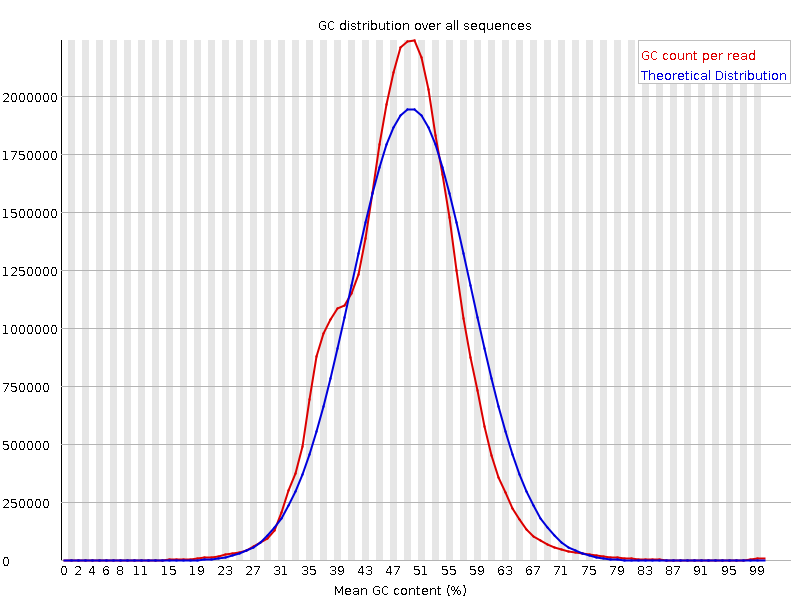 GC distribution over all sequences
GC count per read
Theoretical Distribution
2000000
1750000
1500000
1250000
1000000
750000
500000
250000
0
0 2 4 6 8 11 15 19 23 27 31 35 39 43 47 51 55 59 63 67 71 75 79 83 87 91 95 99
Mean GC content (%)